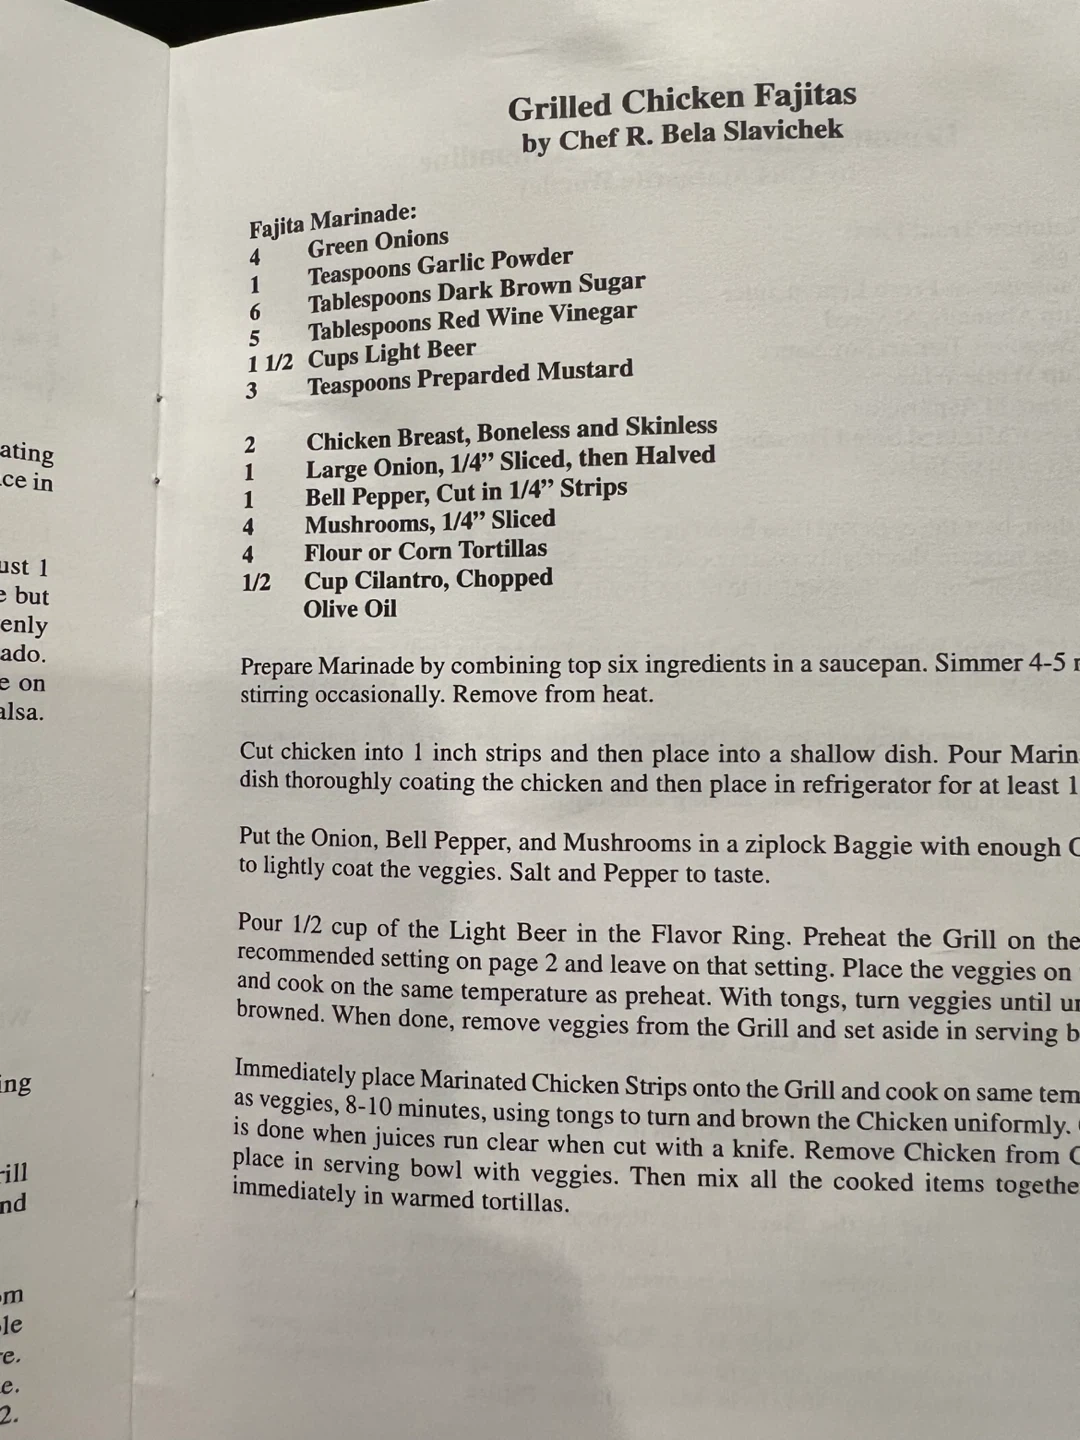 Grilled Chicken Fajitas
by Chef R. Bela Slavichek
Fajita Marinade:
4 Green Onions
1 Teaspoons Garlic Powder
6 Tablespoons Dark Brown Sugar
5 Tablespoons Red Wine Vinegar
1 1/2 Cups Light Beer
3 Teaspoons Preparded Mustard
2 Chicken Breast, Boneless and Skinless
1 Large Onion, 1/4” Sliced, then Halved
1 Bell Pepper, Cut in 1/4” Strips
4 Mushrooms, 1/4” Sliced
4 Flour or Corn Tortillas
1/2 Cup Cilantro, Chopped
Olive Oil
Prepare Marinade by combining top six ingredients in a saucepan. Simmer 4-5
stirring occasionally. Remove from heat.
Cut chicken into 1 inch strips and then place into a shallow dish. Pour Marin
dish thoroughly coating the chicken and then place in refrigerator for at least 1
Put the Onion, Bell Pepper, and Mushrooms in a ziplock Baggie with enough
to lightly coat the veggies. Salt and Pepper to taste.
Pour 1/2 cup of the Light Beer in the Flavor Ring. Preheat the Grill on the
recommended setting on page 2 and leave on that setting. Place the veggies on
and cook on the same temperature as preheat. With tongs, turn veggies until un
browned. When done, remove veggies from the Grill and set aside in serving b
Immediately place Marinated Chicken Strips onto the Grill and cook on same tem
as veggies, 8-10 minutes, using tongs to turn and brown the Chicken uniformly.
is done when juices run clear when cut with a knife. Remove Chicken from
place in serving bowl with veggies. Then mix all the cooked items togethe
immediately in warmed tortillas.
ating
ce in
ust 1
e but
enly
ado.
e on
alsa.
ing
rill
nd
om
le
re.
e.
2.